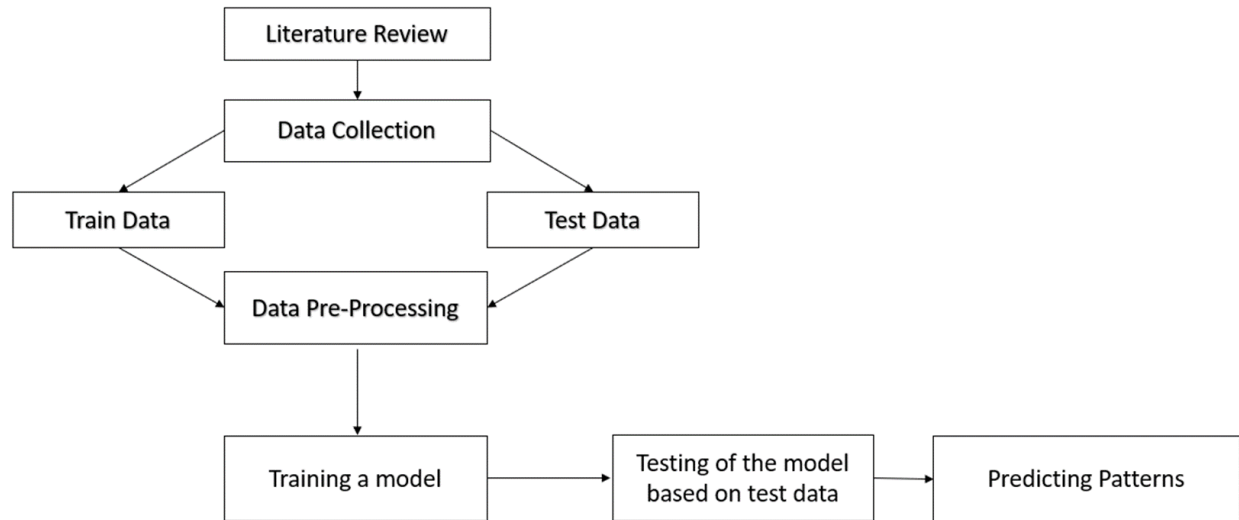 Literature Review
Data Collection
Train Data
Test Data
Data Pre-Processing
Training a model
Testing of the model
based on test data
Predicting Patterns